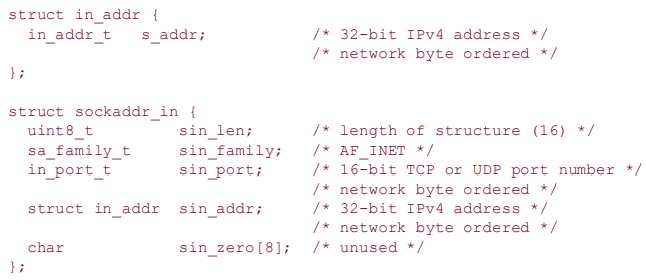 struct in_addr {
  in_addr_t   s_addr;           /* 32-bit IPv4 address */
                                /* network byte ordered */
};

struct sockaddr_in {
  uint8_t         sin_len;      /* length of structure (16) */
  sa_family_t     sin_family;   /* AF_INET */
  in_port_t       sin_port;     /* 16-bit TCP or UDP port number */
                                /* network byte ordered */
  struct in_addr  sin_addr;     /* 32-bit IPv4 address */
                                /* network byte ordered */
  char            sin_zero[8];  /* unused */
};